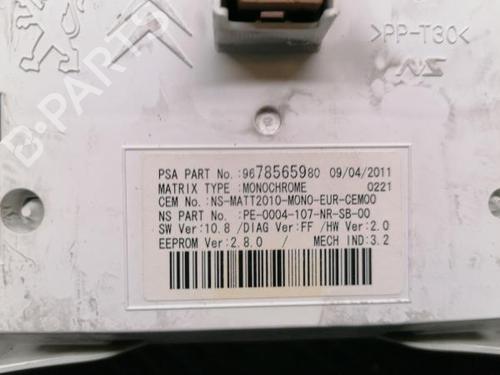 >PP-T30<
NS
PSA PART No.:9678565980 09/04/2011
MATRIX TYPE :MONOCHROME 0221
CEM No.:NS-MATT2010-MONO-EUR-CEM00
NS PART No. :PE-0004-107-NR-SB-00
SW Ver:10.8 /DIAG Ver:FF /HW Ver:2.0
EEPROM Ver:2.8.0 / MECH IND:3.2
B-PARTS